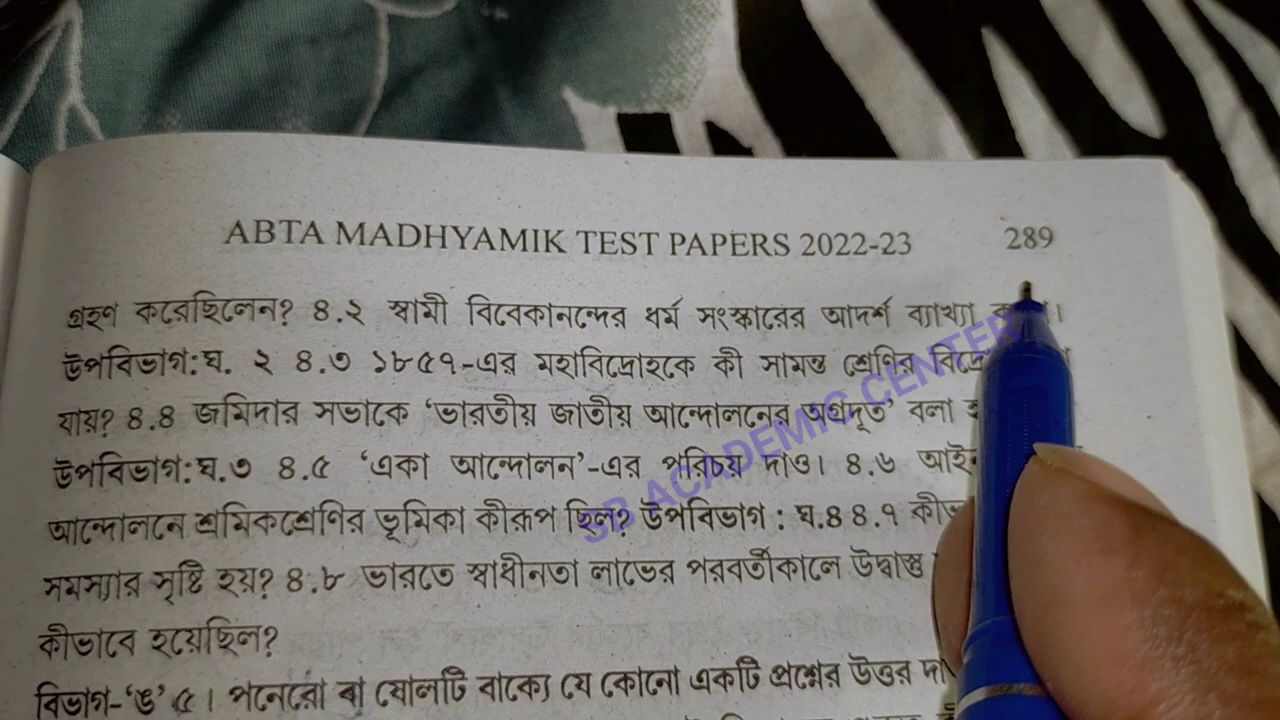 ABTA MADHYAMIK TEST PAPERS 2022-23 289
গ্রহণ করেছিলেন? ৪.২ স্বামী বিবেকানন্দের ধর্ম সংস্কারের আদর্শ ব্যাখ্যা
উপবিভাগ:ঘ. ২ ৪.৩ ১৮৫৭-এর মহাবিদ্রোহকে কী সামন্ত শ্রেণির
যায়? ৪.৪ জমিদার সভাকে ‘ভারতীয় জাতীয় আন্দোলনের অগ্রদূত’ বলা
উপবিভাগ:ঘ.৩ ৪.৫ ‘একা আন্দোলন’-এর পরিচয় দাও। ৪.৬
আন্দোলনে শ্রমিকশ্রেণির ভূমিকা কীরূপ ছিল? উপবিভাগ : ঘ.৪ ৪.৭
সমস্যার সৃষ্টি হয়? ৪.৮ ভারতে স্বাধীনতা লাভের পরবর্তীকালে উদ্বাস্তু
কীভাবে হয়েছিল?
বিভাগ-‘ঙ’ ৫। পনেরো বা ষোলটি বাক্যে যে কোনো একটি প্রশ্নের উত্তর
SB ACADEMIC CENTER